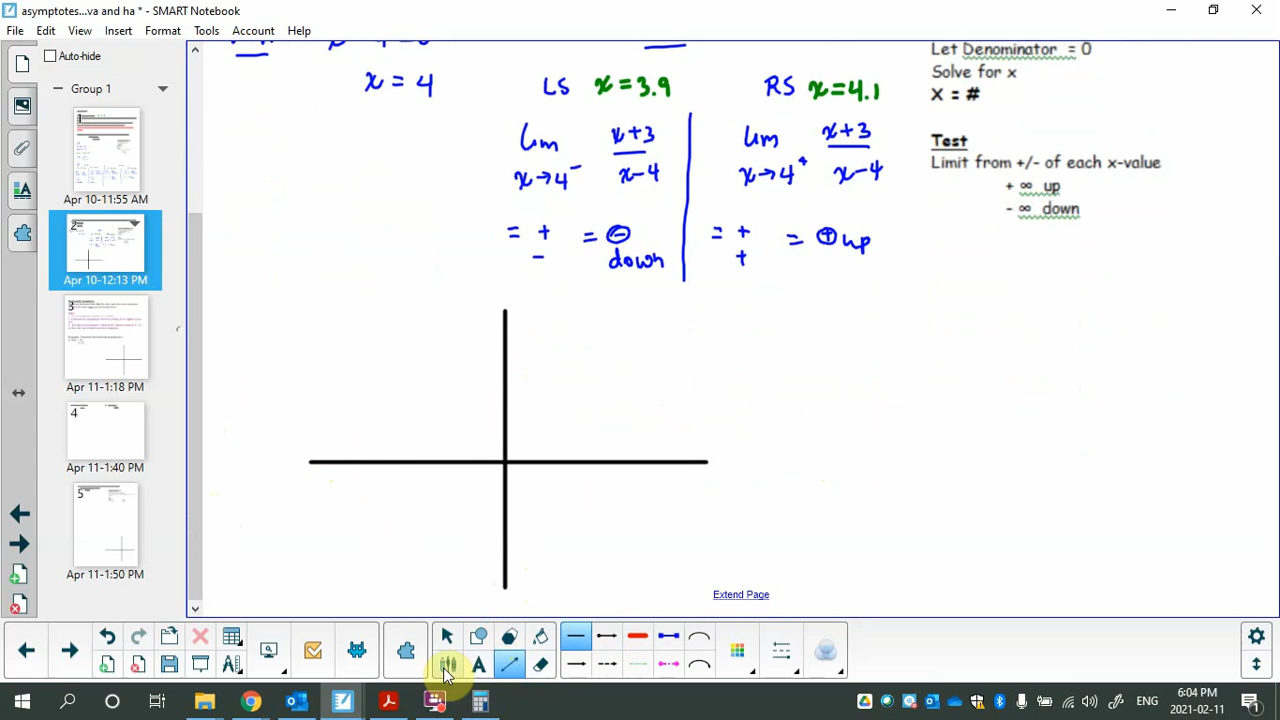 asymptotes...va and ha * - SMART Notebook
File Edit View Insert Format Tools Help Account
Auto-hide
Group 1
Apr 10-11:55 AM
2
Apr 10-12:13 PM
3
Apr 11-1:18 PM
4
Apr 11-1:40 PM
5
Apr 11-1:50 PM
Let Denominator = 0
x = 4 LS x = 3.9 RS x = 4.1
Solve for x
X = #
lim x→4⁻ x+3/x-4
lim x→4⁺ x+3/x-4
Test
Limit from +/- of each x-value
+ ∞ up
- ∞ down
= +/- = ⊖ down
= +/+ = ⊕ up
Extend Page
ENG
6:04 PM
2021-02-11